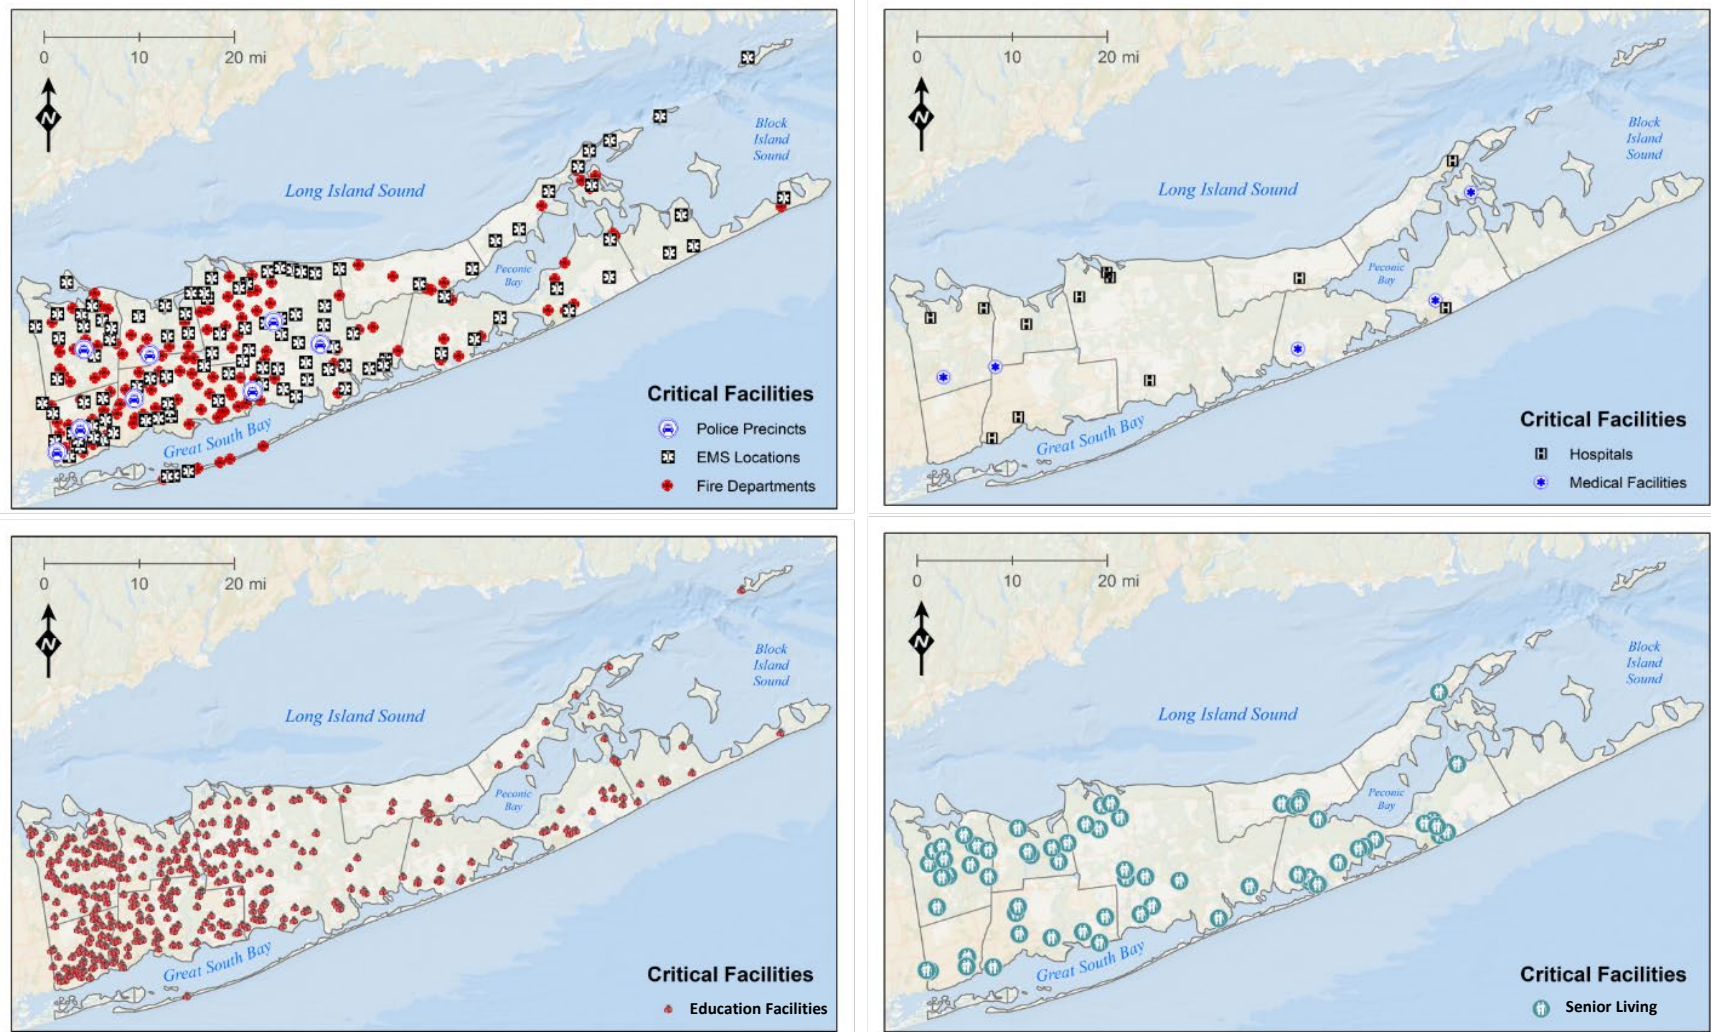 0 10 20 mi
N
Long Island Sound
Block
Island
Sound
Peconic
Bay
Great South Bay
Critical Facilities
Police Precincts
EMS Locations
Fire Departments
0 10 20 mi
N
Long Island Sound
Block
Island
Sound
Peconic
Bay
Great South Bay
Critical Facilities
H Hospitals
Medical Facilities
0 10 20 mi
N
Long Island Sound
Block
Island
Sound
Peconic
Bay
Great South Bay
Critical Facilities
Education Facilities
0 10 20 mi
N
Long Island Sound
Block
Island
Sound
Peconic
Bay
Great South Bay
Critical Facilities
Senior Living